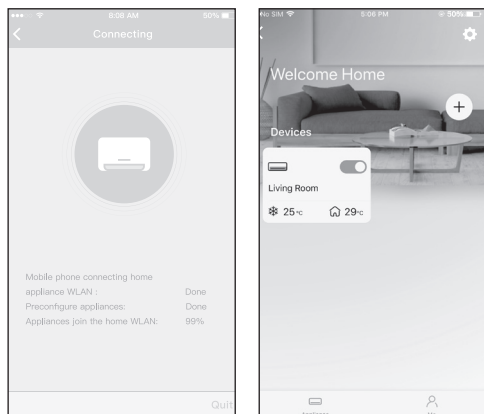 8:08 AM
50%
Connecting
Mobile phone connecting home
appliance WLAN :
Done
Preconfigure appliances:
Done
Appliances join the home WLAN:
99%
Quit
No SIM
5:06 PM
50%
Welcome Home
+
Devices
Living Room
25°C
29°C